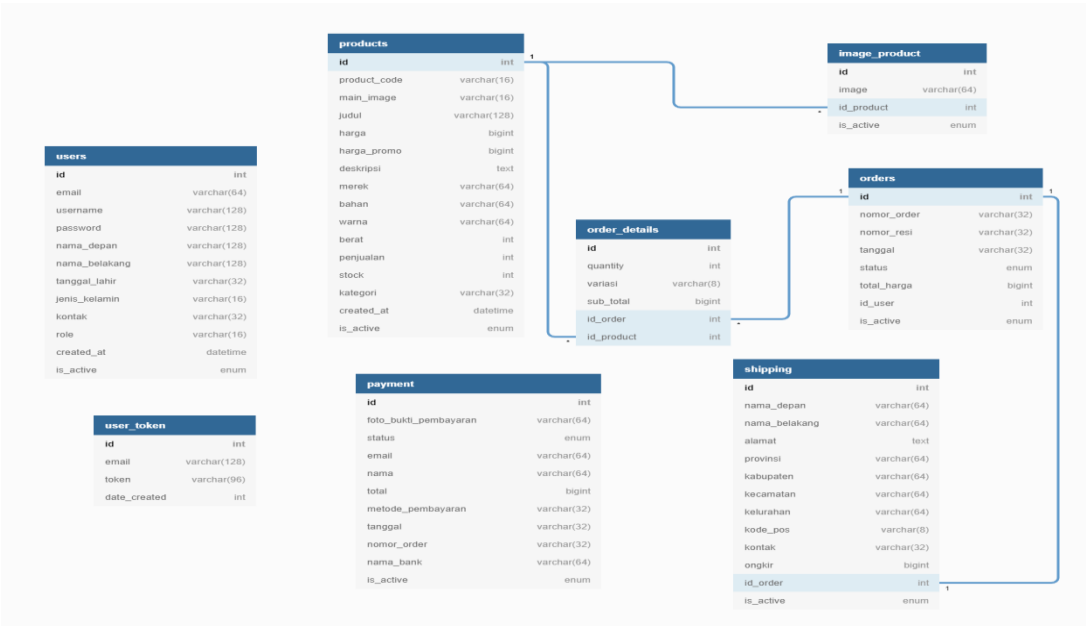 users
id int
email varchar(64)
username varchar(128)
password varchar(128)
nama_depan varchar(128)
nama_belakang varchar(128)
tanggal_lahir varchar(32)
jenis_kelamin varchar(16)
kontak varchar(32)
role varchar(16)
created_at datetime
is_active enum
user_token
id int
email varchar(128)
token varchar(96)
date_created int
products
id int
product_code varchar(16)
main_image varchar(16)
judul varchar(128)
harga bigint
harga_promo bigint
deskripsi text
merek varchar(64)
bahan varchar(64)
warna varchar(64)
berat int
penjualan int
stock int
kategori varchar(32)
created_at datetime
is_active enum
1
*
*
payment
id int
foto_bukti_pembayaran varchar(64)
status enum
email varchar(64)
nama varchar(64)
total bigint
metode_pembayaran varchar(32)
tanggal varchar(32)
nomor_order varchar(32)
nama_bank varchar(64)
is_active enum
order_details
id int
quantity int
variasi varchar(8)
sub_total bigint
id_order int
id_product int
*
1
image_product
id int
image varchar(64)
id_product int
is_active enum
orders
id int
nomor_order varchar(32)
nomor_resi varchar(32)
tanggal varchar(32)
status enum
total_harga bigint
id_user int
is_active enum
1
shipping
id int
nama_depan varchar(64)
nama_belakang varchar(64)
alamat text
provinsi varchar(64)
kabupaten varchar(64)
kecamatan varchar(64)
kelurahan varchar(64)
kode_pos varchar(8)
kontak varchar(32)
ongkir bigint
id_order int
is_active enum
1